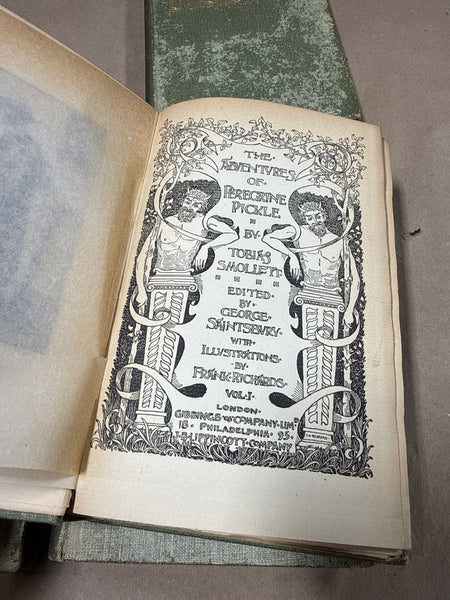 THE
ADVENTURES
OF
PEREGRINE
PICKLE
BY
TOBIAS
SMOLLETT
EDITED
BY
GEORGE
SAINTSBURY
WITH
ILLUSTRATIONS
BY
FRANK·RICHARDS
VOL·I·
LONDON·
GIBBINGS & COMPANY·LIMD
18·PHILADELPHIA·95·
J·B·LIPPINCOTT·COMPANY